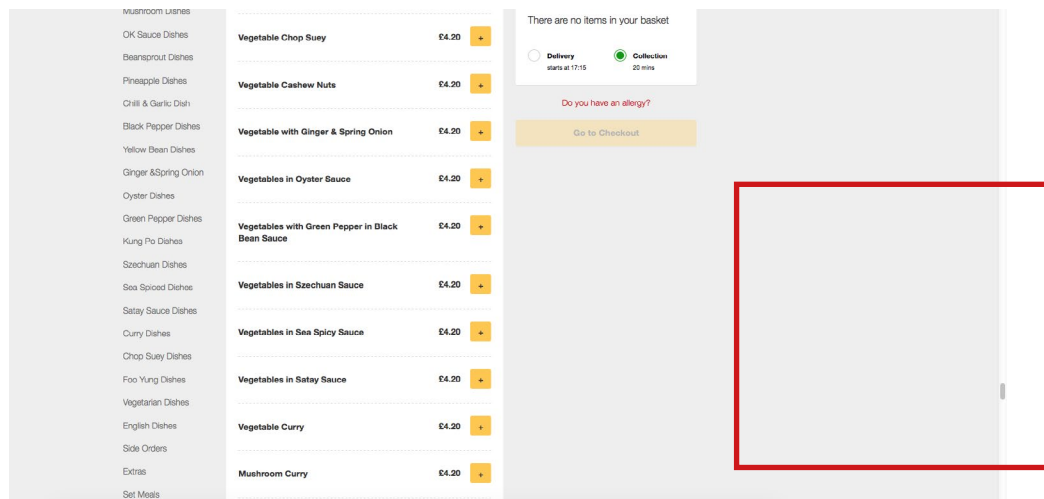 Mushroom Dishes
OK Sauce Dishes
Beansprout Dishes
Pineapple Dishes
Chilli & Garlic Dish
Black Pepper Dishes
Yellow Bean Dishes
Ginger &Spring Onion
Oyster Dishes
Green Pepper Dishes
Kung Po Dishes
Szechuan Dishes
Sea Spiced Dishes
Satay Sauce Dishes
Curry Dishes
Chop Suey Dishes
Foo Yung Dishes
Vegetarian Dishes
English Dishes
Side Orders
Extras
Set Meals
Vegetable Chop Suey £4.20 +
Vegetable Cashew Nuts £4.20 +
Vegetable with Ginger & Spring Onion £4.20 +
Vegetables in Oyster Sauce £4.20 +
Vegetables with Green Pepper in Black £4.20 +
Bean Sauce
Vegetables in Szechuan Sauce £4.20 +
Vegetables in Sea Spicy Sauce £4.20 +
Vegetables in Satay Sauce £4.20 +
Vegetable Curry £4.20 +
Mushroom Curry £4.20 +
There are no items in your basket
Delivery Collection
starts at 17:15 20 mins
Do you have an allergy?
Go to Checkout